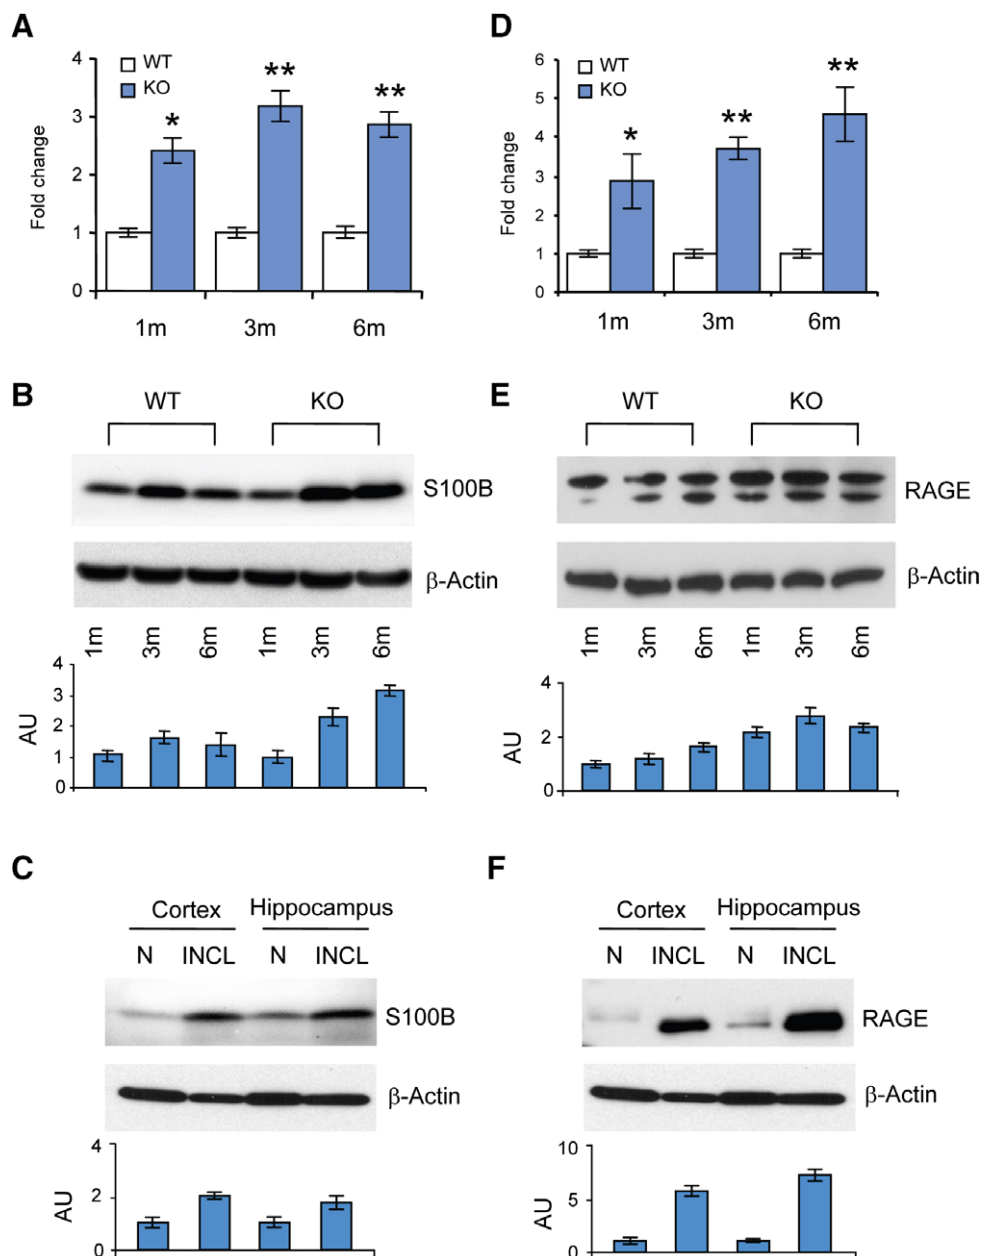 A
4
3
2
1
0
Fold change
WT
KO
*
**
**
1m 3m 6m
D
6
5
4
3
2
1
0
Fold change
WT
KO
*
**
**
1m 3m 6m
B
WT KO
S100B
β-Actin
1m 3m 6m 1m 3m 6m
4
3
2
1
0
AU
E
WT KO
RAGE
β-Actin
1m 3m 6m 1m 3m 6m
4
2
0
AU
C
Cortex Hippocampus
N INCL N INCL
S100B
β-Actin
4
2
0
AU
F
Cortex Hippocampus
N INCL N INCL
RAGE
β-Actin
10
5
0
AU